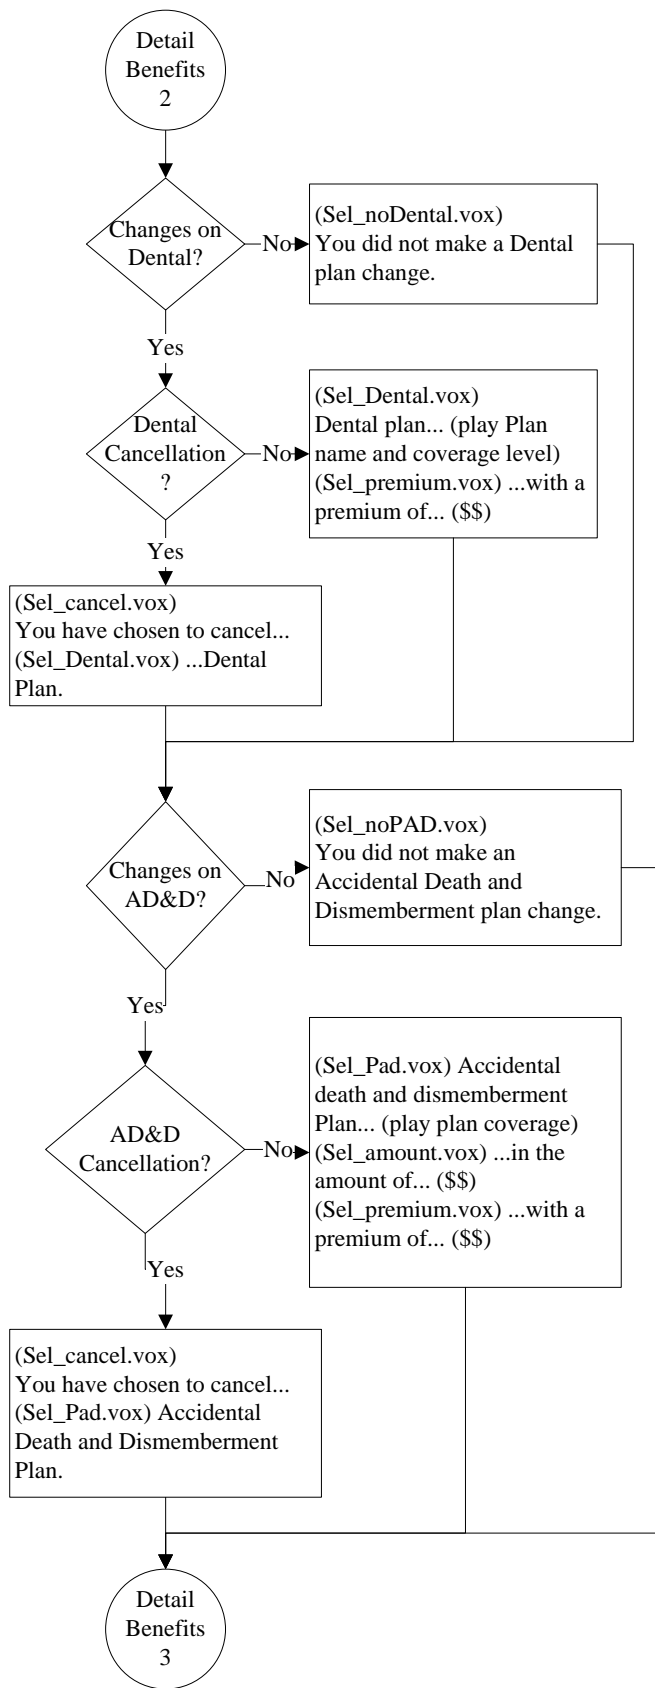 Detail
Benefits
2
Changes on
Dental?
No
(Sel_noDental.vox)
You did not make a Dental
plan change.
Yes
Dental
Cancellation
?
No
(Sel_Dental.vox)
Dental plan... (play Plan
name and coverage level)
(Sel_premium.vox) ...with a
premium of... ($$)
Yes
(Sel_cancel.vox)
You have chosen to cancel...
(Sel_Dental.vox) ...Dental
Plan.
Changes on
AD&D?
No
(Sel_noPAD.vox)
You did not make an
Accidental Death and
Dismemberment plan change.
Yes
AD&D
Cancellation?
No
(Sel_Pad.vox) Accidental
death and dismemberment
Plan... (play plan coverage)
(Sel_amount.vox) ...in the
amount of... ($$)
(Sel_premium.vox) ...with a
premium of... ($$)
Yes
(Sel_cancel.vox)
You have chosen to cancel...
(Sel_Pad.vox) Accidental
Death and Dismemberment
Plan.
Detail
Benefits
3